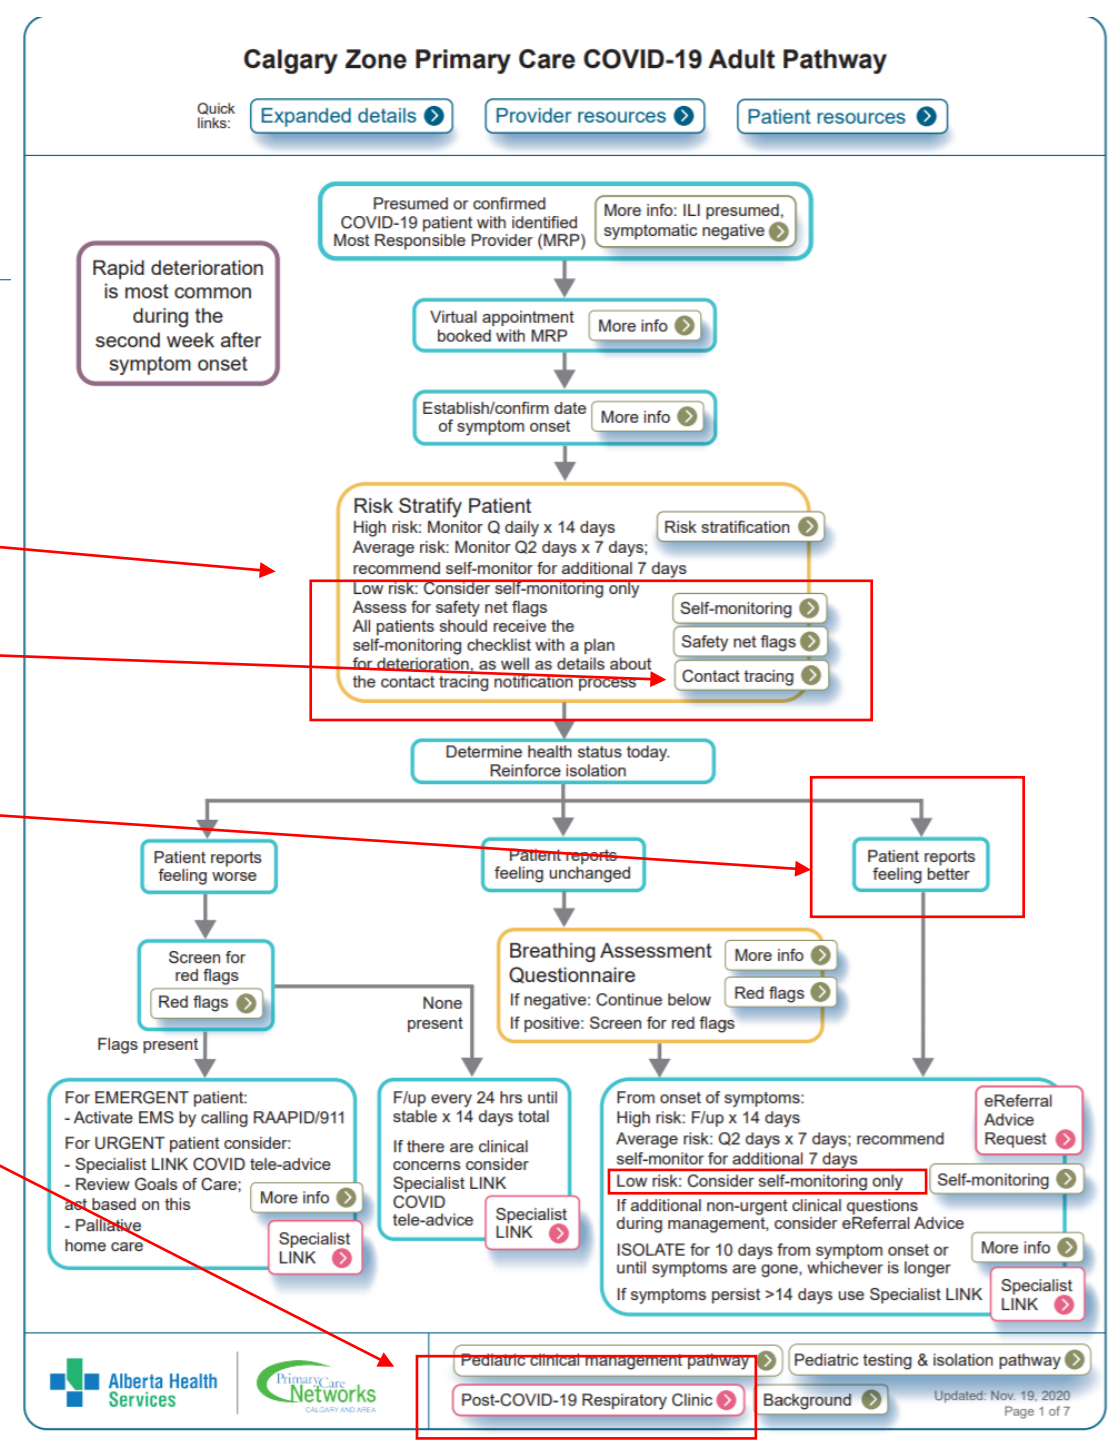 Calgary Zone Primary Care COVID-19 Adult Pathway
Quick
links:
Expanded details
Provider resources
Patient resources
Presumed or confirmed
COVID-19 patient with identified
Most Responsible Provider (MRP)
More info: ILI presumed,
symptomatic negative
Rapid deterioration
is most common
during the
second week after
symptom onset
Virtual appointment
booked with MRP
More info
Establish/confirm date
of symptom onset
More info
Risk Stratify Patient
High risk: Monitor Q daily x 14 days
Average risk: Monitor Q2 days x 7 days;
recommend self-monitor for additional 7 days
Low risk: Consider self-monitoring only
Assess for safety net flags
All patients should receive the
self-monitoring checklist with a plan
for deterioration, as well as details about
the contact tracing notification process
Risk stratification
Self-monitoring
Safety net flags
Contact tracing
Determine health status today.
Reinforce isolation
Patient reports
feeling worse
Patient reports
feeling unchanged
Patient reports
feeling better
Screen for
red flags
Red flags
None
present
Flags present
Breathing Assessment
Questionnaire
If negative: Continue below
If positive: Screen for red flags
More info
Red flags
For EMERGENT patient:
- Activate EMS by calling RAAPID/911
For URGENT patient consider:
- Specialist LINK COVID tele-advice
- Review Goals of Care;
act based on this
- Palliative
home care
More info
Specialist
LINK
F/up every 24 hrs until
stable x 14 days total
If there are clinical
concerns consider
Specialist LINK
COVID
tele-advice
Specialist
LINK
From onset of symptoms:
High risk: F/up x 14 days
Average risk: Q2 days x 7 days; recommend
self-monitor for additional 7 days
Low risk: Consider self-monitoring only
If additional non-urgent clinical questions
during management, consider eReferral Advice
ISOLATE for 10 days from symptom onset or
until symptoms are gone, whichever is longer
If symptoms persist >14 days use Specialist LINK
eReferral
Advice
Request
Self-monitoring
More info
Specialist
LINK
Alberta Health
Services
PrimaryCare
Networks
CALGARY AND AREA
Pediatric clinical management pathway
Pediatric testing & isolation pathway
Post-COVID-19 Respiratory Clinic
Background
Updated: Nov. 19, 2020
Page 1 of 7